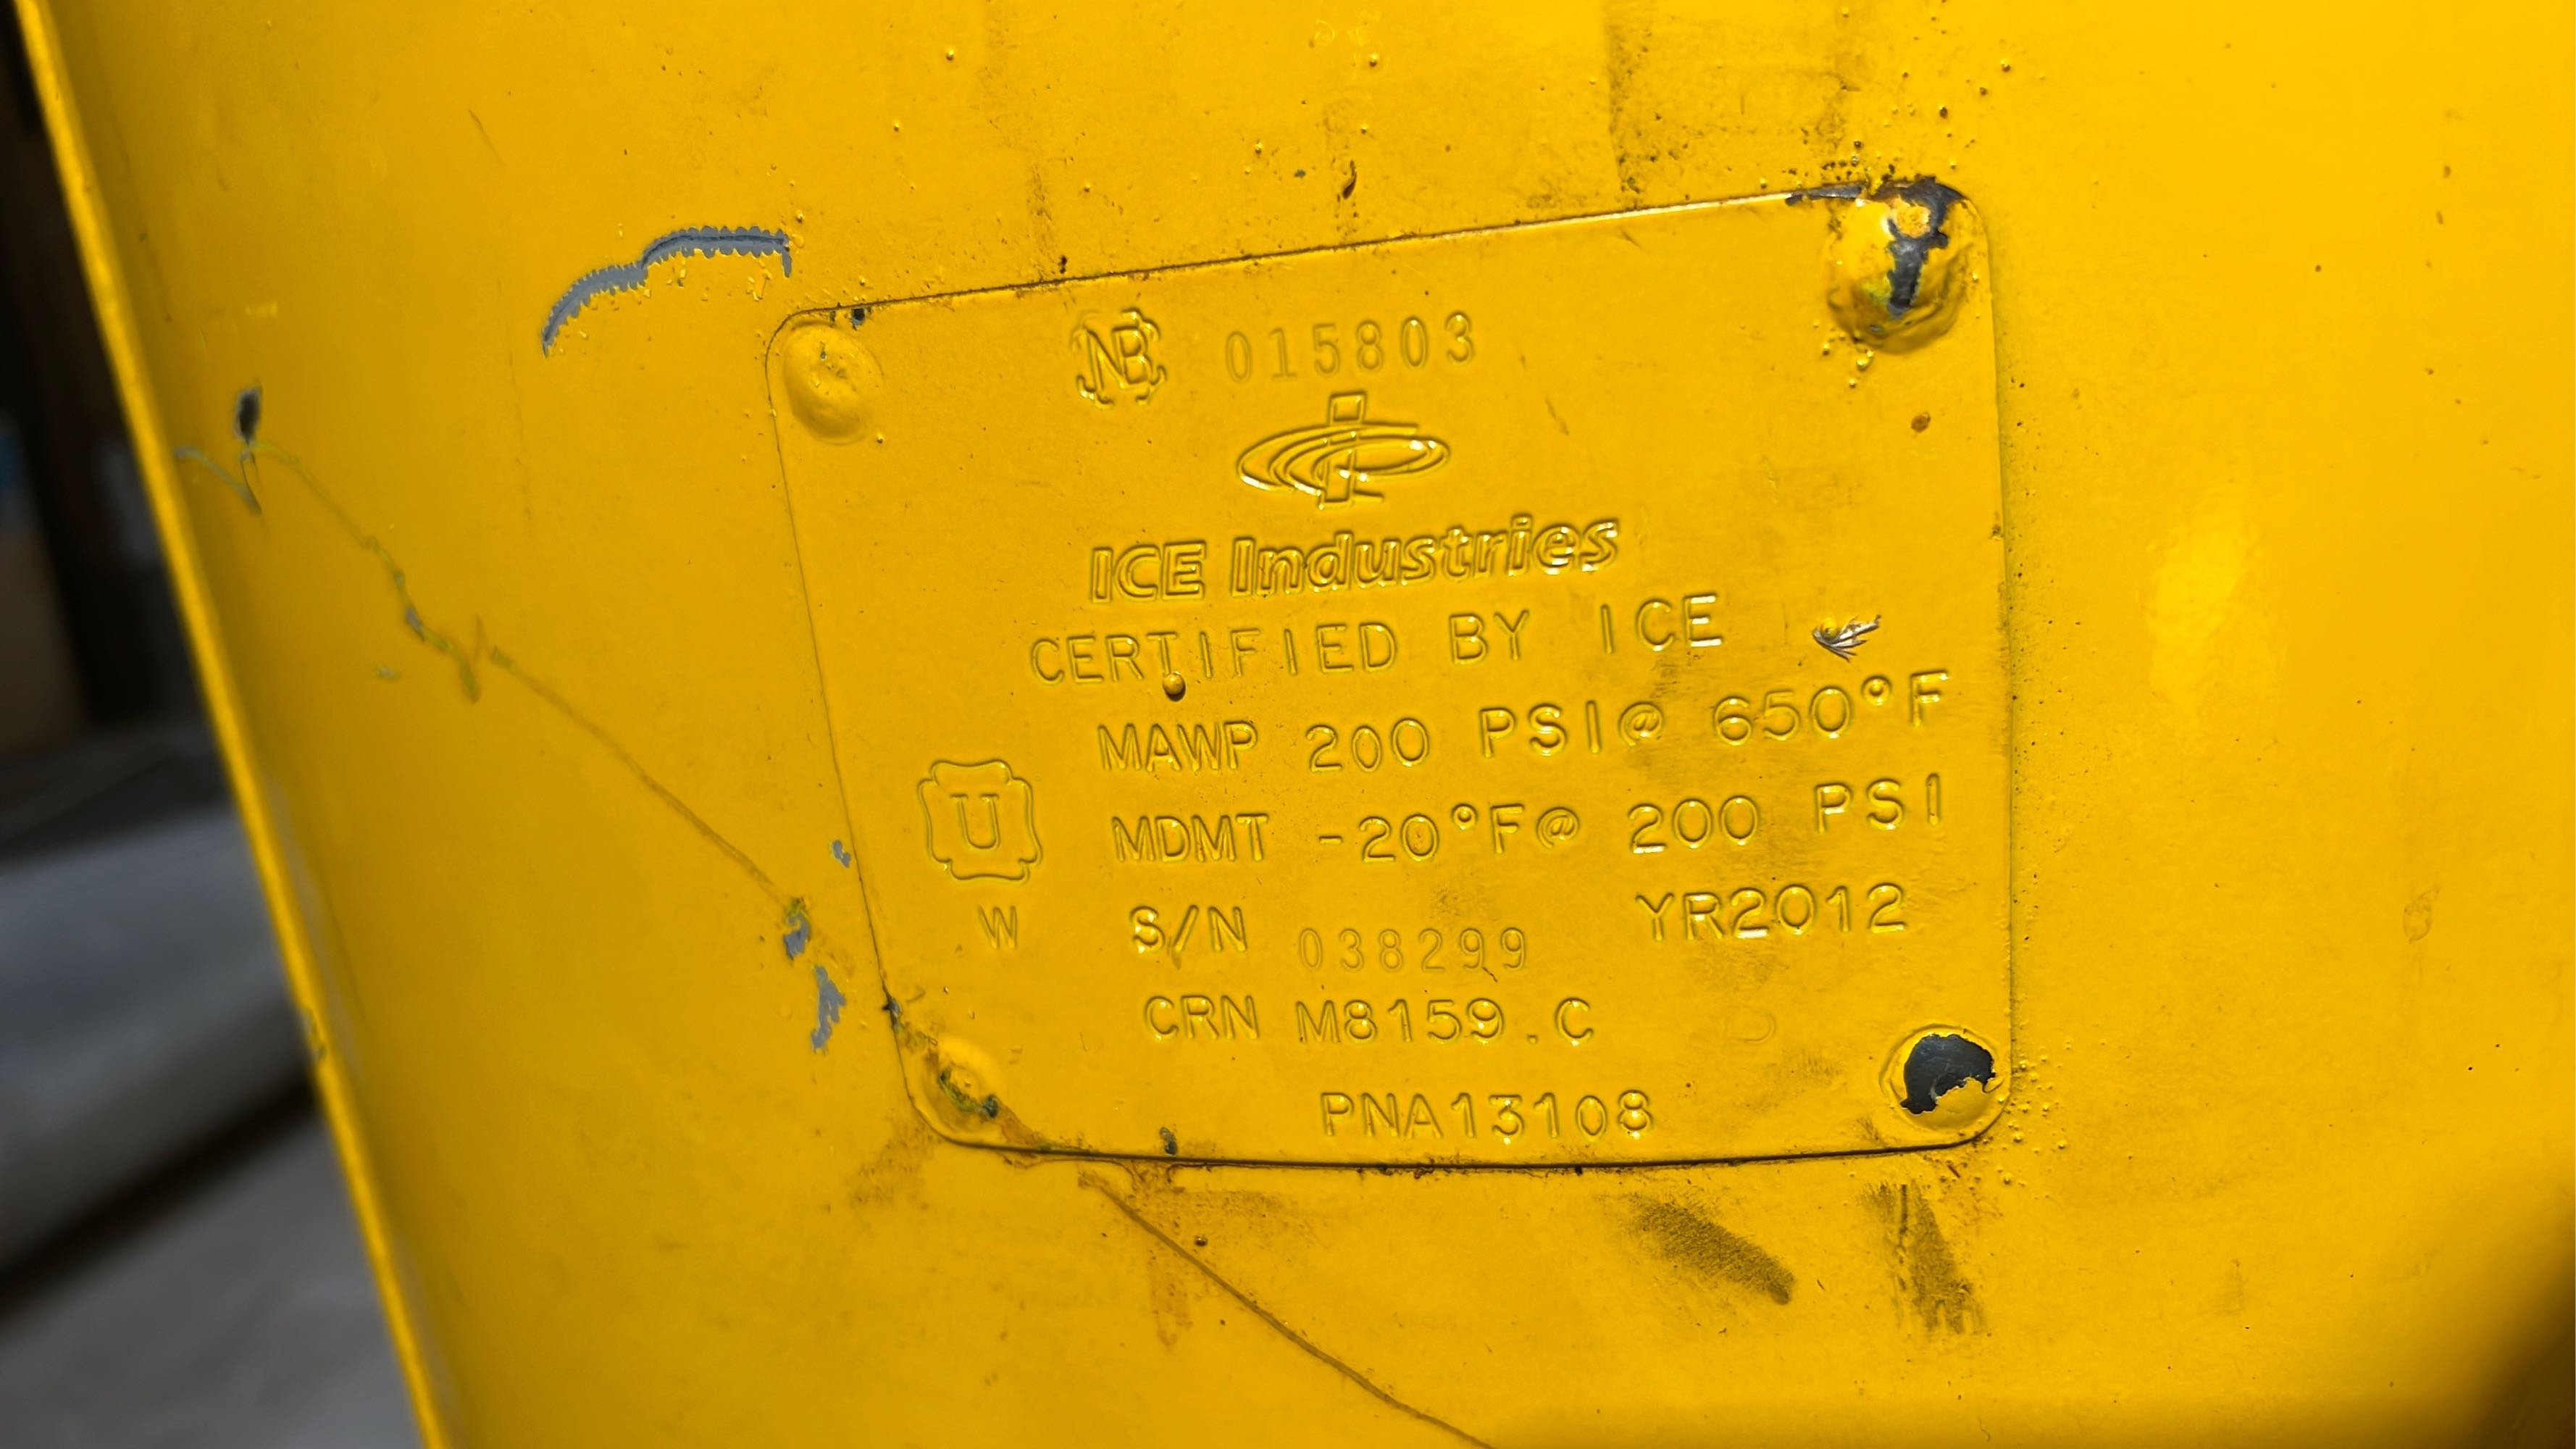 NB 015803
ICE Industries
CERTIFIED BY ICE
MAWP 200 PSI@ 650°F
U MDMT -20°F@ 200 PSI
W S/N 038299 YR2012
CRN M8159.C
PNA13108